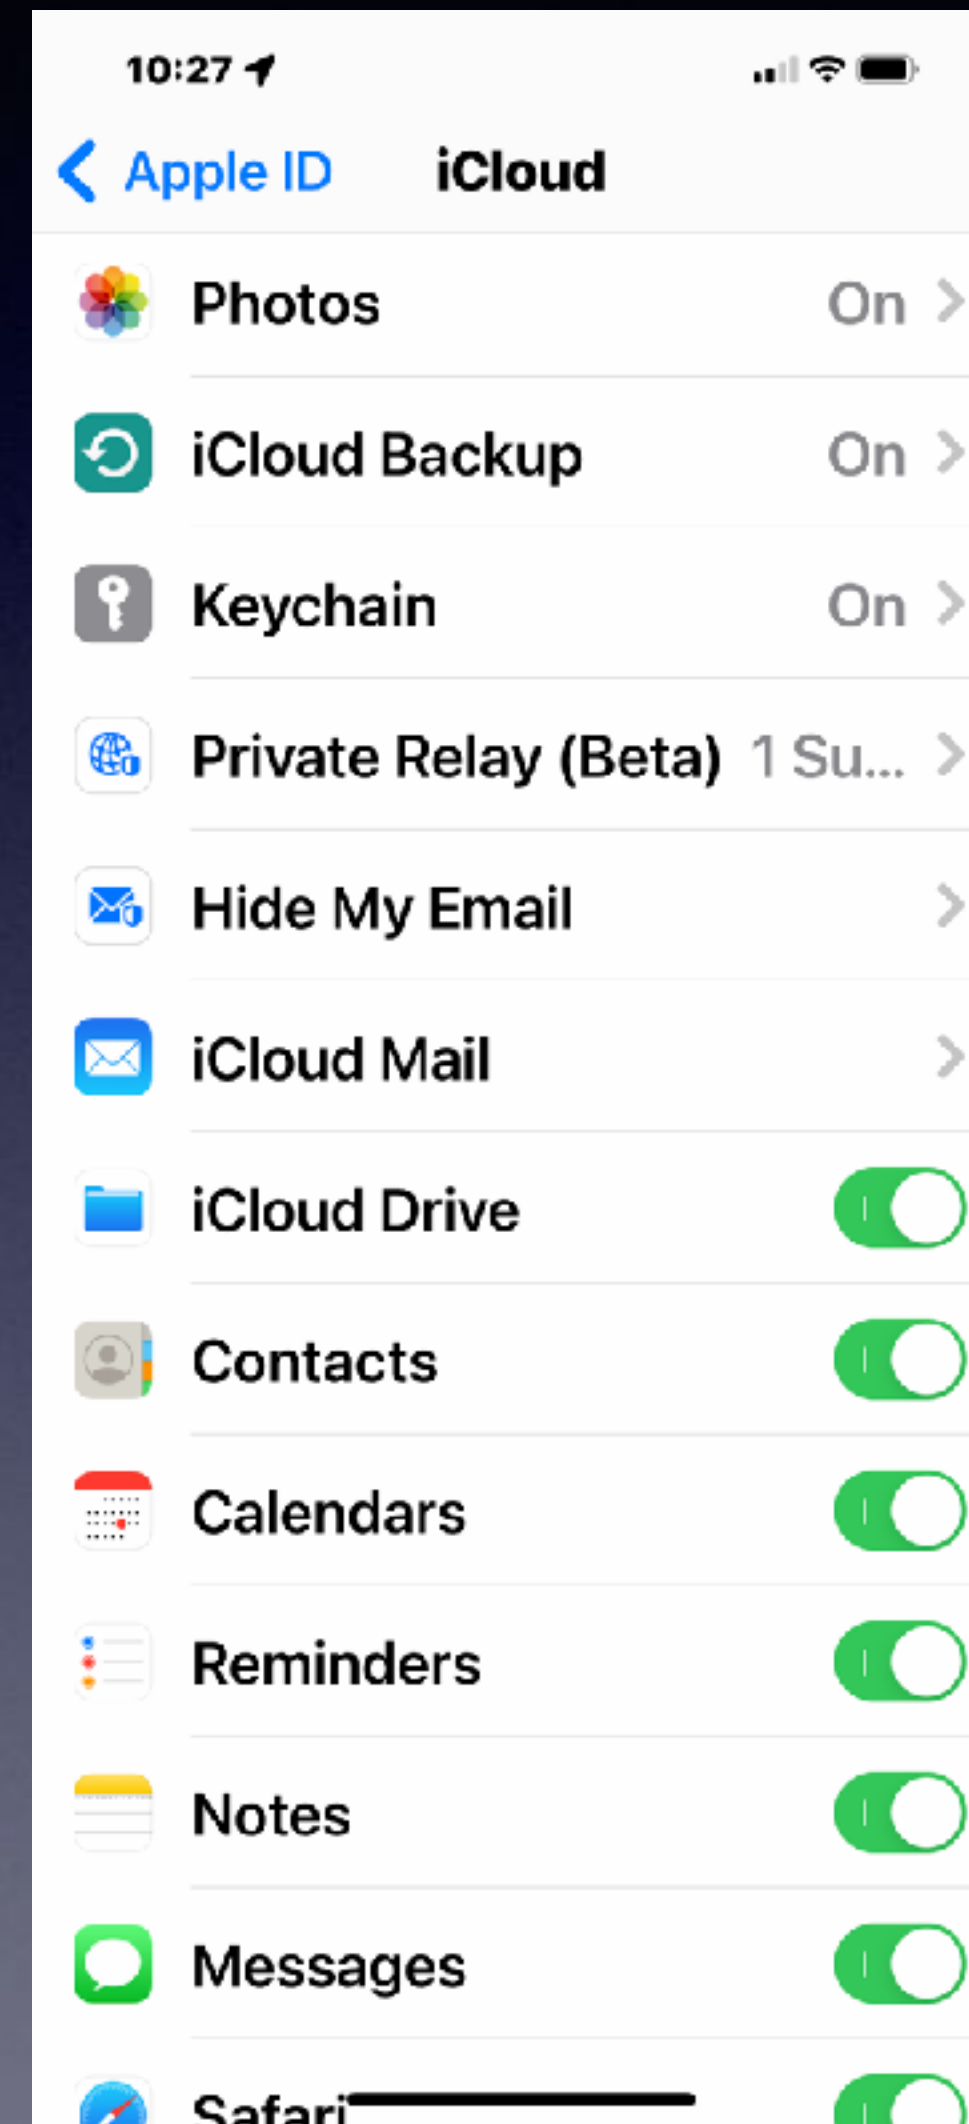 10:27
Apple ID iCloud
Photos On
iCloud Backup On
Keychain On
Private Relay (Beta) 1 Su...
Hide My Email
iCloud Mail
iCloud Drive
Contacts
Calendars
Reminders
Notes
Messages
Safari